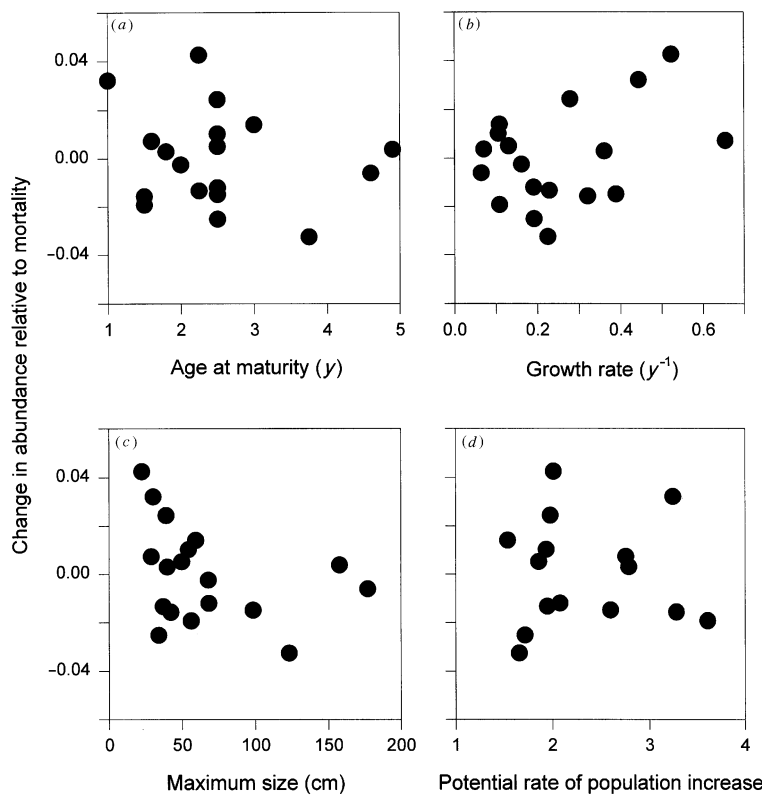 Change in abundance relative to mortality
(a)
0.04
0.00
−0.04
1 2 3 4 5
Age at maturity (y)
(b)
0.0 0.2 0.4 0.6
Growth rate (y⁻¹)
(c)
0.04
0.00
−0.04
0 50 100 150 200
Maximum size (cm)
(d)
1 2 3 4
Potential rate of population increase